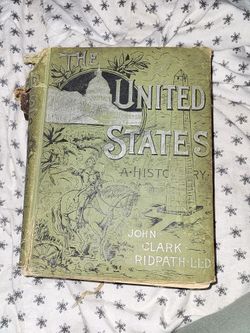 THE
UNITED
STATES
A·HISTORY
JOHN
CLARK
RIDPATH·LL·D·